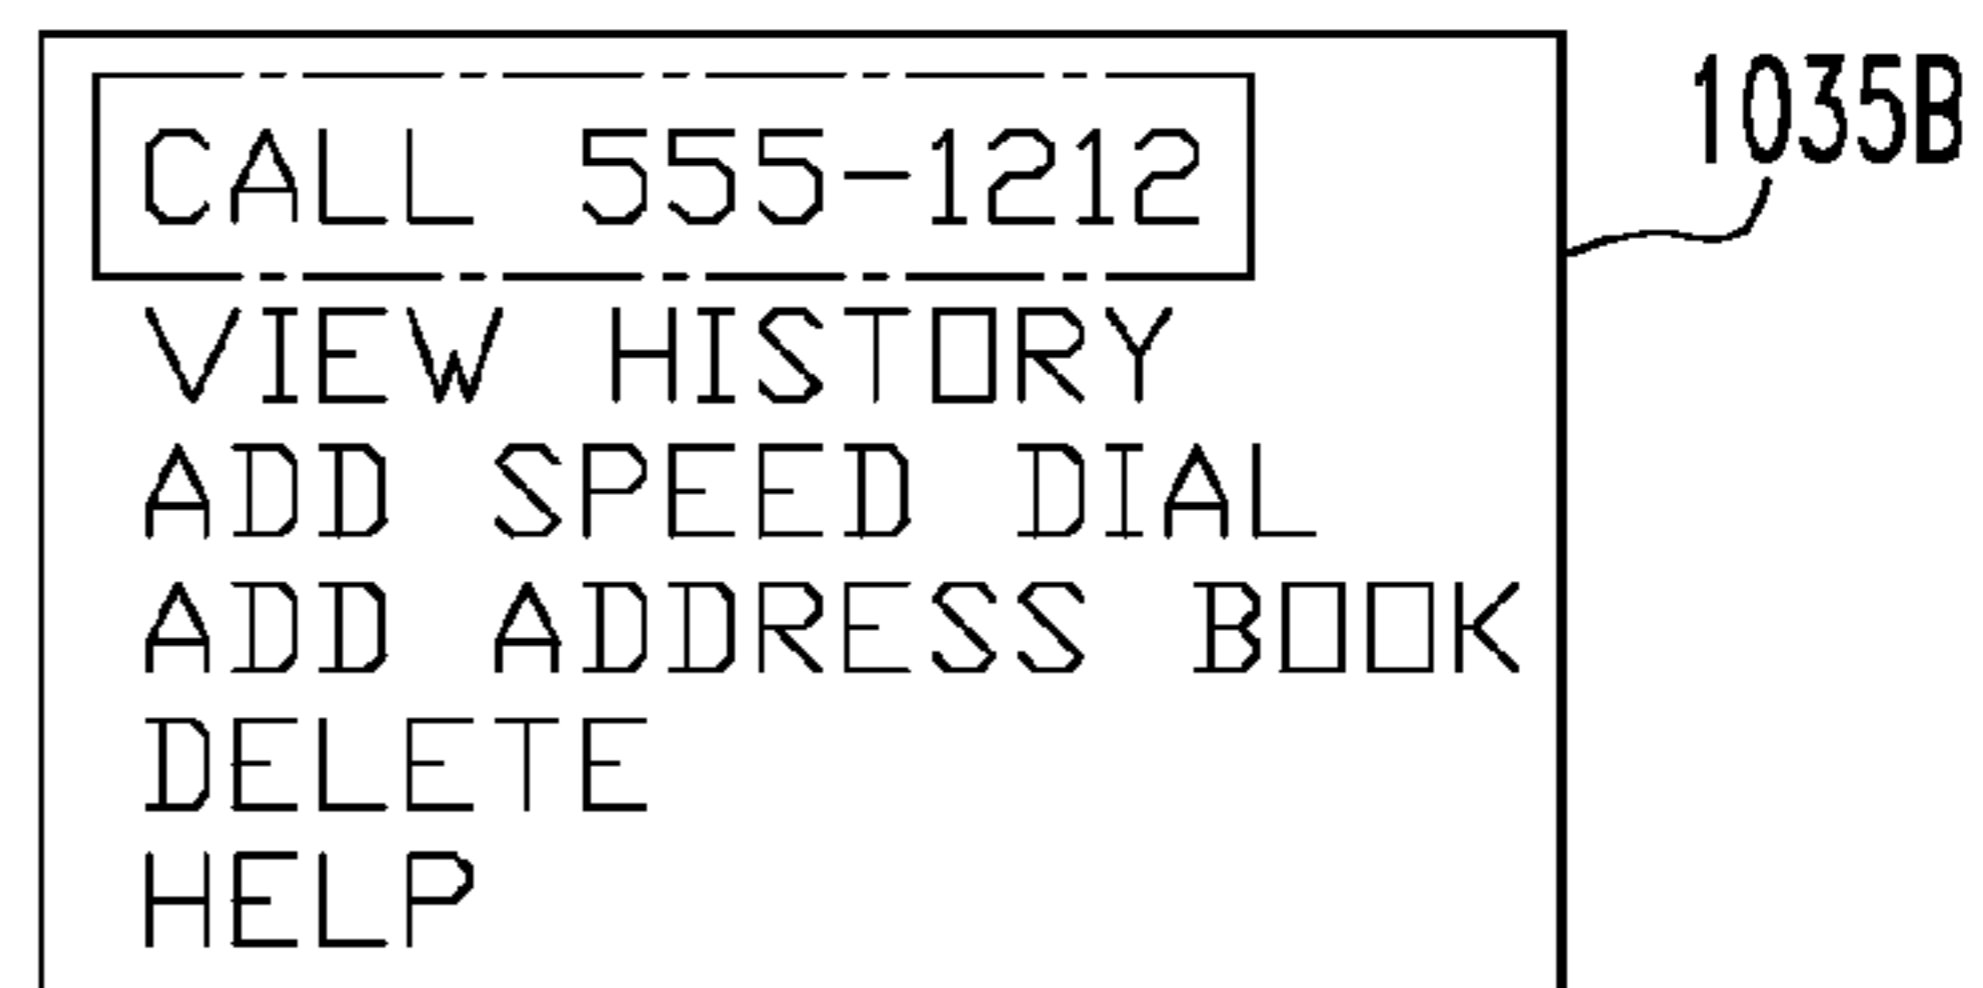 CALL 555-1212
1035B
VIEW HISTORY
ADD SPEED DIAL
ADD ADDRESS BOOK
DELETE
HELP